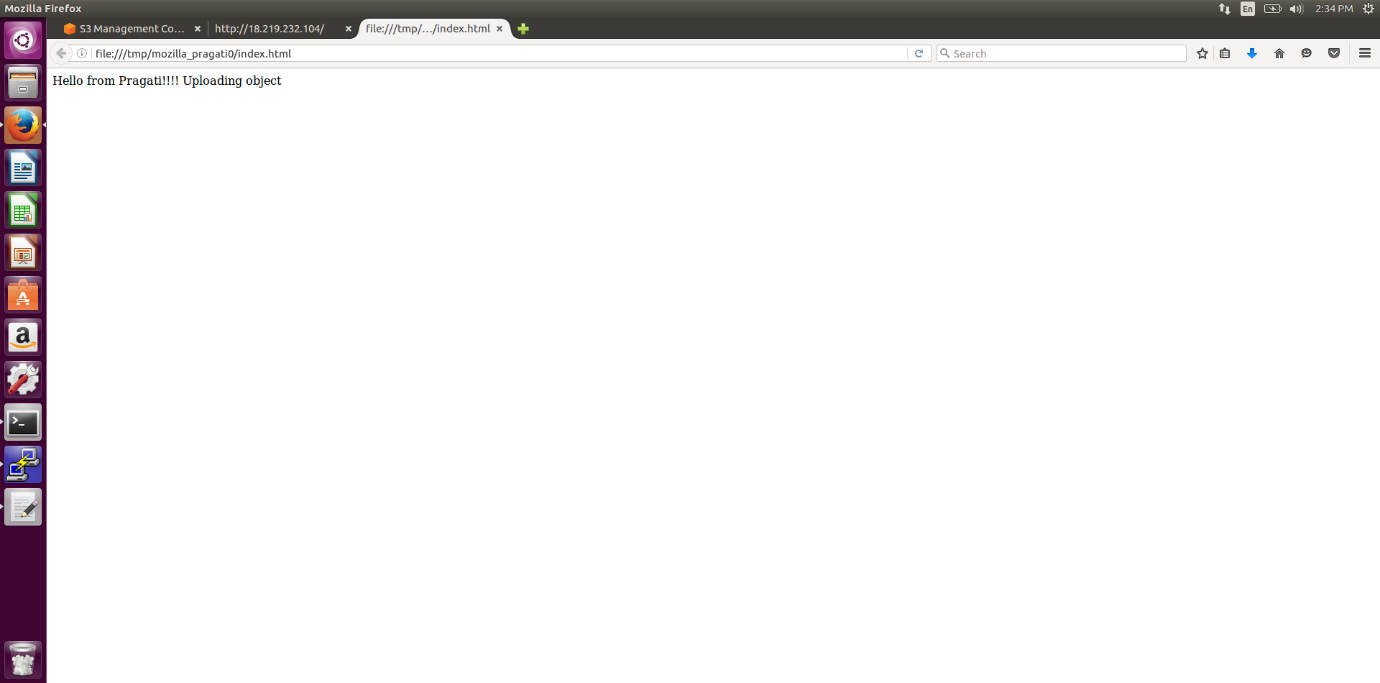 Mozilla Firefox
En
2:34 PM
S3 Management Co...
http://18.219.232.104/
file:///tmp/.../index.html
file:///tmp/mozilla_pragati0/index.html
Search
Hello from Pragati!!!! Uploading object
a
>_